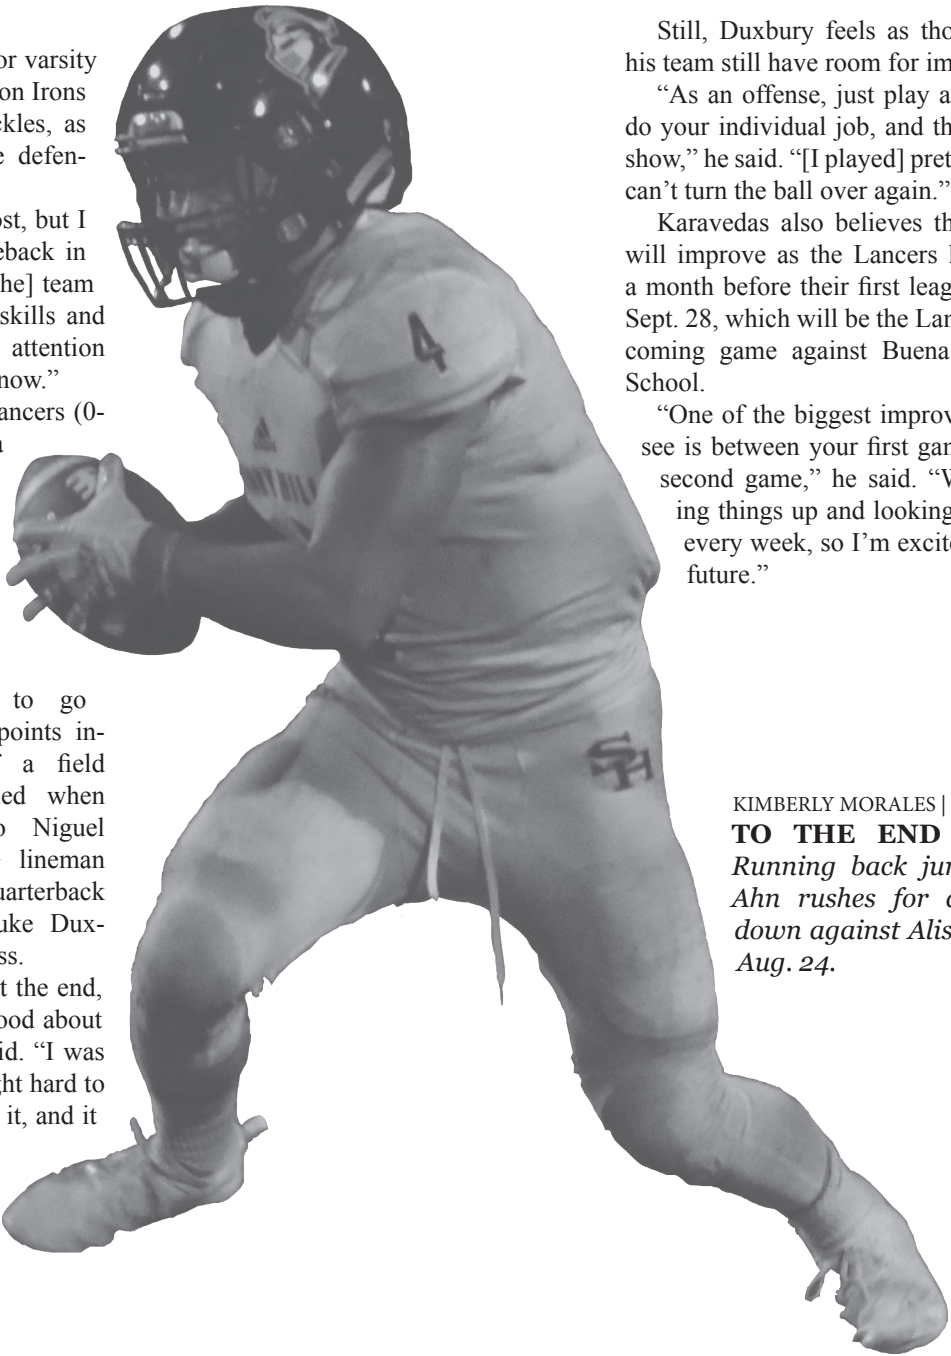 or varsity
on Irons
ckles, as
e defen-
ost, but I
eback in
he] team
skills and
attention
now."
ancers (0-
a
to go
points in-
f a field
ed when
o Niguel
e lineman
uarterback
uke Dux-
ss.
t the end,
ood about
id. "I was
ght hard to
it, and it
4
SH
Still, Duxbury feels as tho
his team still have room for im
"As an offense, just play a
do your individual job, and th
show," he said. "[I played] pret
can't turn the ball over again."
Karavedas also believes th
will improve as the Lancers
a month before their first leag
Sept. 28, which will be the Lan
coming game against Buena
School.
"One of the biggest improv
see is between your first gam
second game," he said. "W
ing things up and looking
every week, so I'm excite
future."
KIMBERLY MORALES |
TO THE END
Running back jun
Ahn rushes for a
down against Alis
Aug. 24.